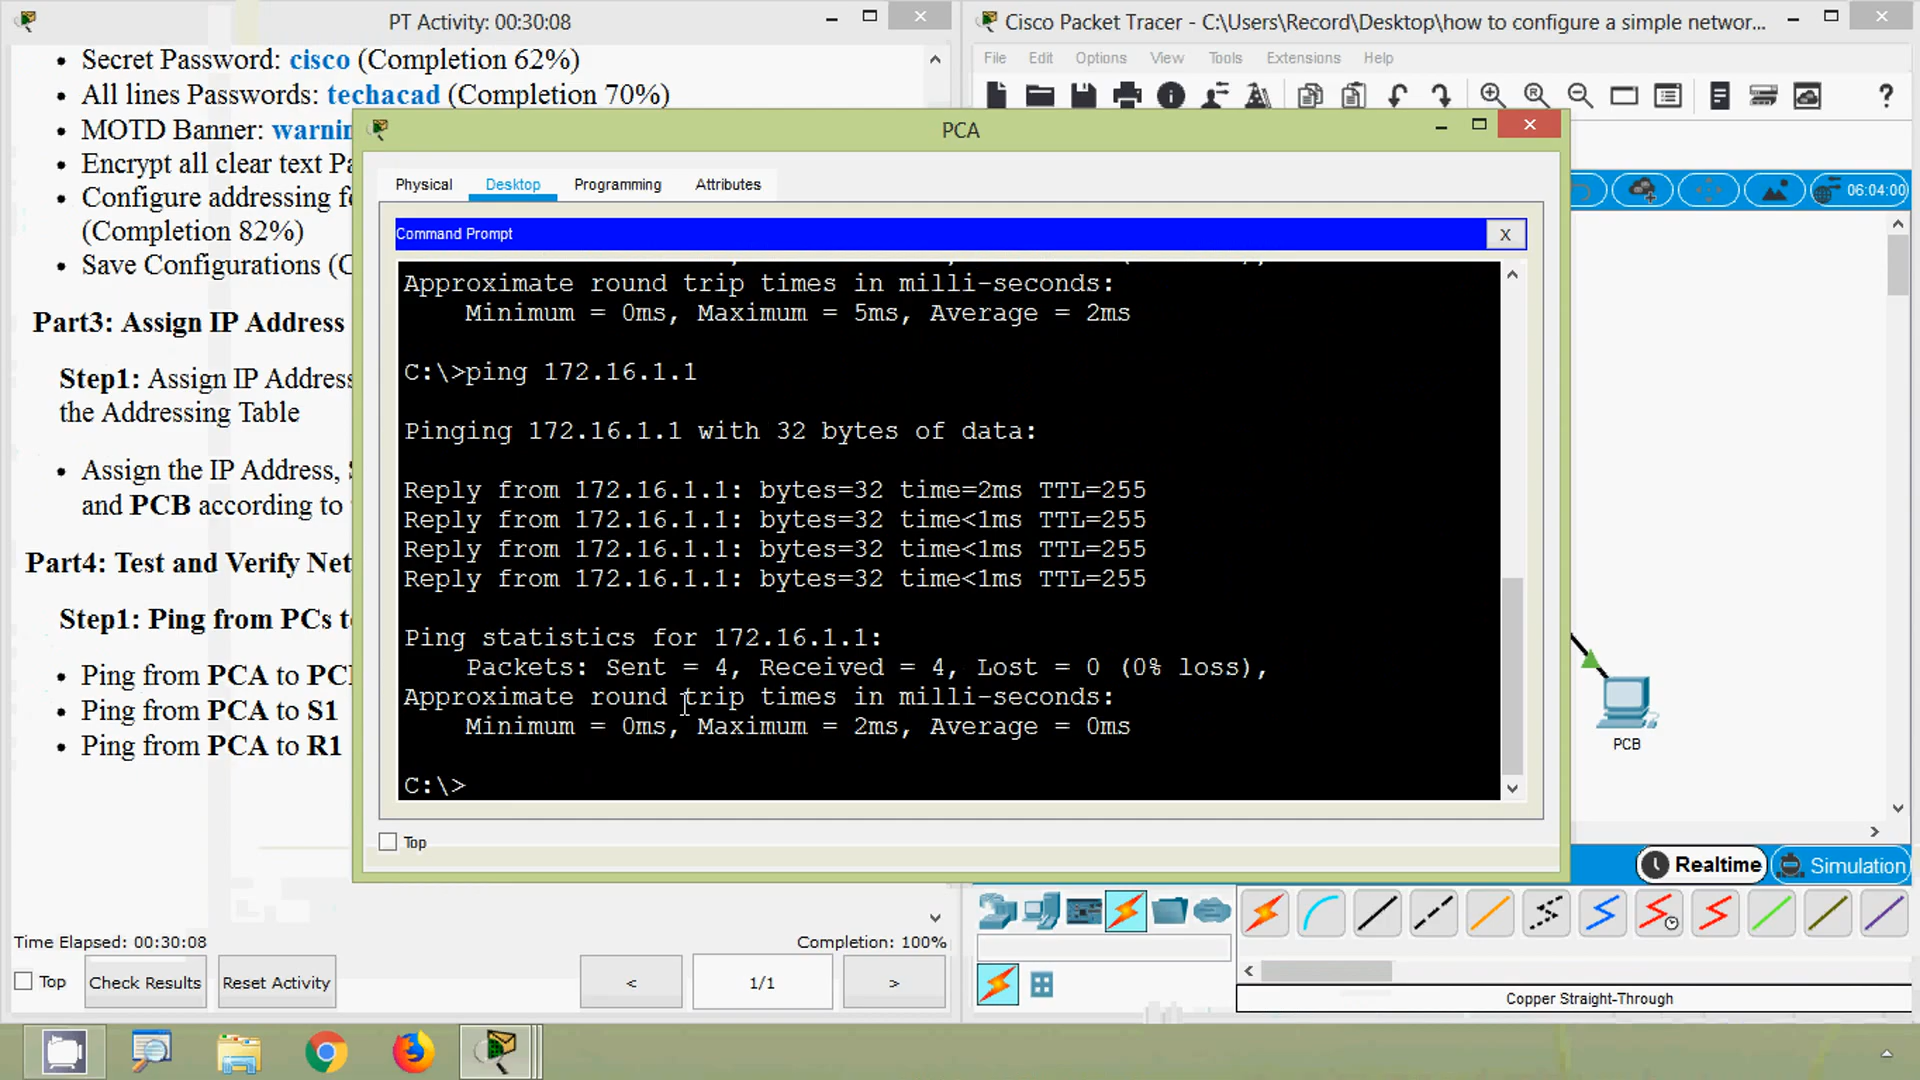 PT Activity: 00:30:08
Secret Password: cisco (Completion 62%)
All lines Passwords: techacad (Completion 70%)
MOTD Banner:
Encrypt all clear text
Configure addressing
(Completion 82%)
Save Configurations
Part3: Assign IP Address
Step1: Assign IP Address
the Addressing Table
Assign the IP Address,
and PCB according to
Part4: Test and Verify
Step1: Ping from PCs
Ping from PCA to
Ping from PCA to S1
Ping from PCA to R1
Time Elapsed: 00:30:08
Completion: 100%
Top
Check Results
Reset Activity
<
1/1
>
Cisco Packet Tracer - C:\Users\Record\Desktop\how to configure a simple networ...
File Edit Options View Tools Extensions Help
?
06:04:00
PCA
Physical Desktop Programming Attributes
Command Prompt
X
Approximate round trip times in milli-seconds:
Minimum = 0ms, Maximum = 5ms, Average = 2ms
C:\>ping 172.16.1.1
Pinging 172.16.1.1 with 32 bytes of data:
Reply from 172.16.1.1: bytes=32 time=2ms TTL=255
Reply from 172.16.1.1: bytes=32 time<1ms TTL=255
Reply from 172.16.1.1: bytes=32 time<1ms TTL=255
Reply from 172.16.1.1: bytes=32 time<1ms TTL=255
Ping statistics for 172.16.1.1:
Packets: Sent = 4, Received = 4, Lost = 0 (0% loss),
Approximate round trip times in milli-seconds:
Minimum = 0ms, Maximum = 2ms, Average = 0ms
C:\>
Top
PCB
Realtime
Simulation
Copper Straight-Through